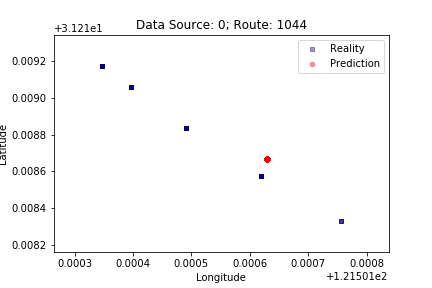 Data Source: 0; Route: 1044
+3.121e1
Reality
Prediction
0.0092
0.0090
0.0088
0.0086
0.0084
0.0082
Latitude
0.0003 0.0004 0.0005 0.0006 0.0007 0.0008
Longitude
+1.21501e2